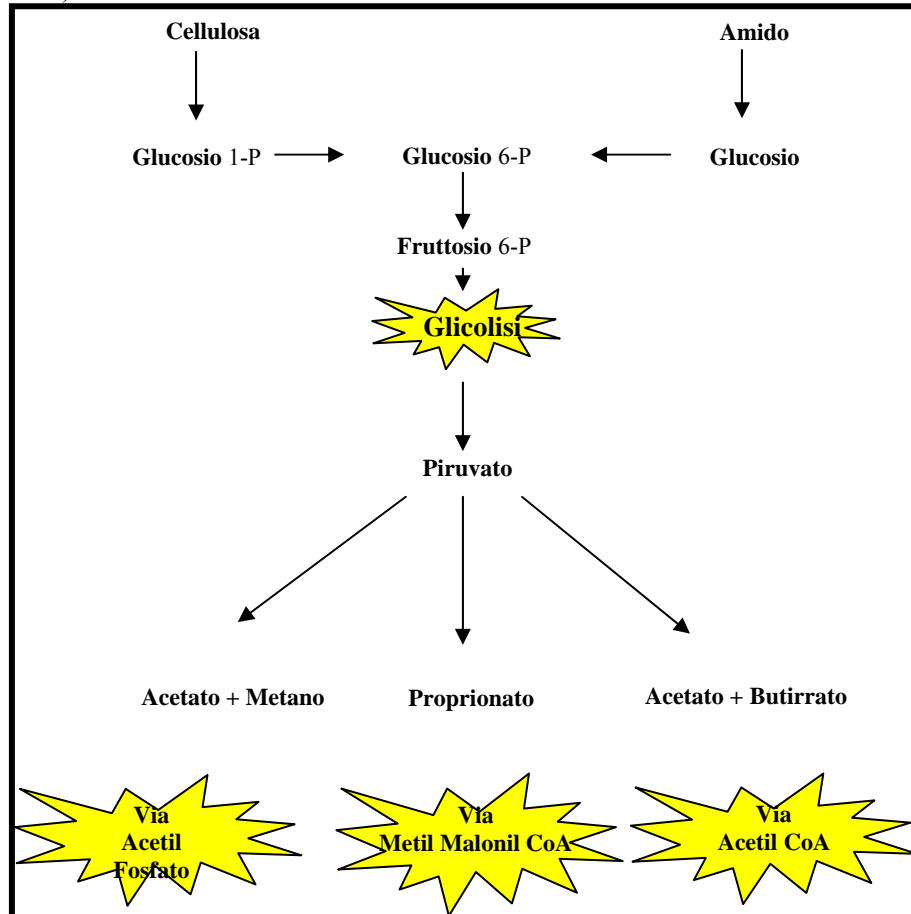 Cellulosa
Amido
Glucosio 1-P
Glucosio 6-P
Glucosio
Fruttosio 6-P
Glicolisi
Piruvato
Acetato + Metano
Proprionato
Acetato + Butirrato
Via
Acetil
Fosfato
Via
Metil Malonil CoA
Via
Acetil CoA